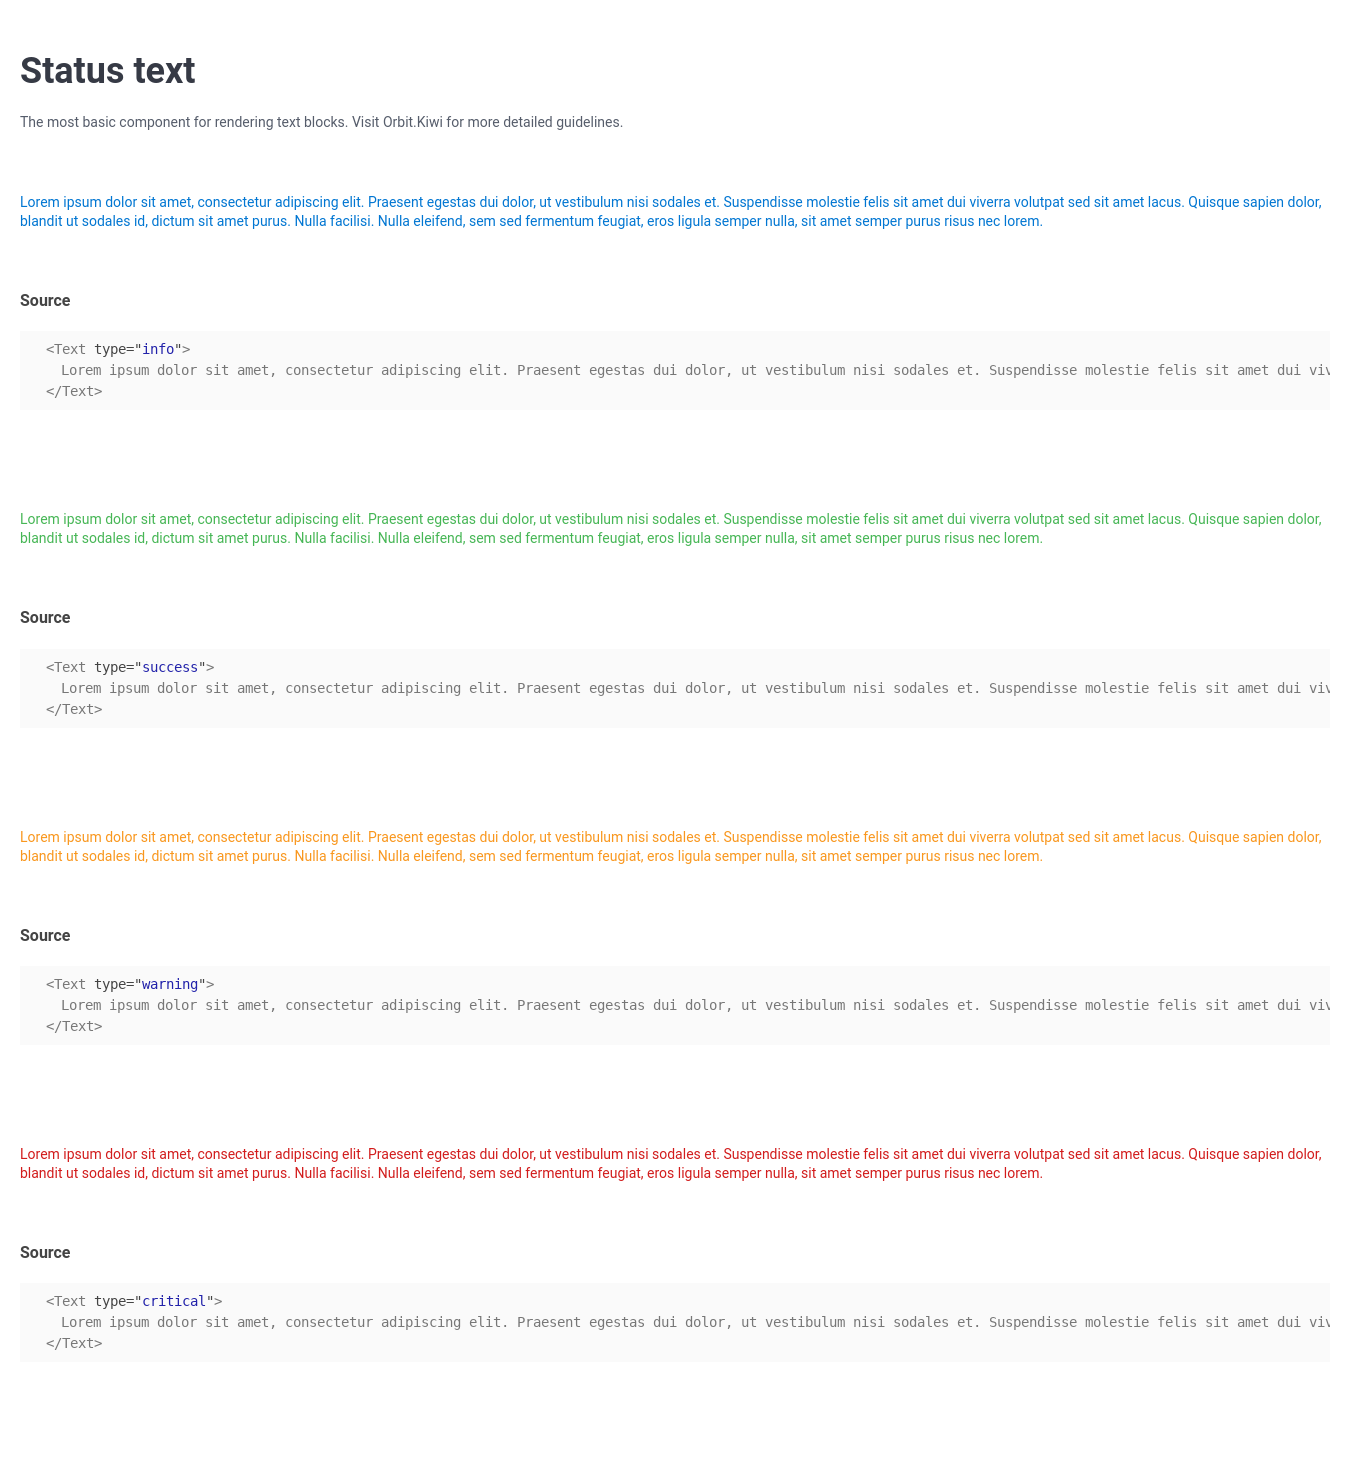 Status text
The most basic component for rendering text blocks. Visit Orbit.Kiwi for more detailed guidelines.
Lorem ipsum dolor sit amet, consectetur adipiscing elit. Praesent egestas dui dolor, ut vestibulum nisi sodales et. Suspendisse molestie felis sit amet dui viverra volutpat sed sit amet lacus. Quisque sapien dolor,
blandit ut sodales id, dictum sit amet purus. Nulla facilisi. Nulla eleifend, sem sed fermentum feugiat, eros ligula semper nulla, sit amet semper purus risus nec lorem.
Source
<Text type="info">
Lorem ipsum dolor sit amet, consectetur adipiscing elit. Praesent egestas dui dolor, ut vestibulum nisi sodales et. Suspendisse molestie felis sit amet dui viv
</Text>
Lorem ipsum dolor sit amet, consectetur adipiscing elit. Praesent egestas dui dolor, ut vestibulum nisi sodales et. Suspendisse molestie felis sit amet dui viverra volutpat sed sit amet lacus. Quisque sapien dolor,
blandit ut sodales id, dictum sit amet purus. Nulla facilisi. Nulla eleifend, sem sed fermentum feugiat, eros ligula semper nulla, sit amet semper purus risus nec lorem.
Source
<Text type="success">
Lorem ipsum dolor sit amet, consectetur adipiscing elit. Praesent egestas dui dolor, ut vestibulum nisi sodales et. Suspendisse molestie felis sit amet dui viv
</Text>
Lorem ipsum dolor sit amet, consectetur adipiscing elit. Praesent egestas dui dolor, ut vestibulum nisi sodales et. Suspendisse molestie felis sit amet dui viverra volutpat sed sit amet lacus. Quisque sapien dolor,
blandit ut sodales id, dictum sit amet purus. Nulla facilisi. Nulla eleifend, sem sed fermentum feugiat, eros ligula semper nulla, sit amet semper purus risus nec lorem.
Source
<Text type="warning">
Lorem ipsum dolor sit amet, consectetur adipiscing elit. Praesent egestas dui dolor, ut vestibulum nisi sodales et. Suspendisse molestie felis sit amet dui viv
</Text>
Lorem ipsum dolor sit amet, consectetur adipiscing elit. Praesent egestas dui dolor, ut vestibulum nisi sodales et. Suspendisse molestie felis sit amet dui viverra volutpat sed sit amet lacus. Quisque sapien dolor,
blandit ut sodales id, dictum sit amet purus. Nulla facilisi. Nulla eleifend, sem sed fermentum feugiat, eros ligula semper nulla, sit amet semper purus risus nec lorem.
Source
<Text type="critical">
Lorem ipsum dolor sit amet, consectetur adipiscing elit. Praesent egestas dui dolor, ut vestibulum nisi sodales et. Suspendisse molestie felis sit amet dui viv
</Text>